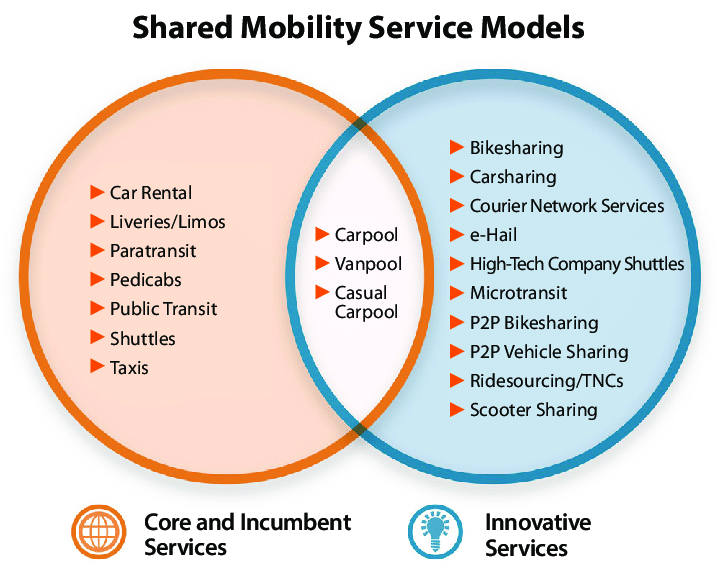 Shared Mobility Service Models
Car Rental
Liveries/Limos
Paratransit
Pedicabs
Public Transit
Shuttles
Taxis
Carpool
Vanpool
Casual
Carpool
Bikesharing
Carsharing
Courier Network Services
e-Hail
High-Tech Company Shuttles
Microtransit
P2P Bikesharing
P2P Vehicle Sharing
Ridesourcing/TNCs
Scooter Sharing
Core and Incumbent
Services
Innovative
Services